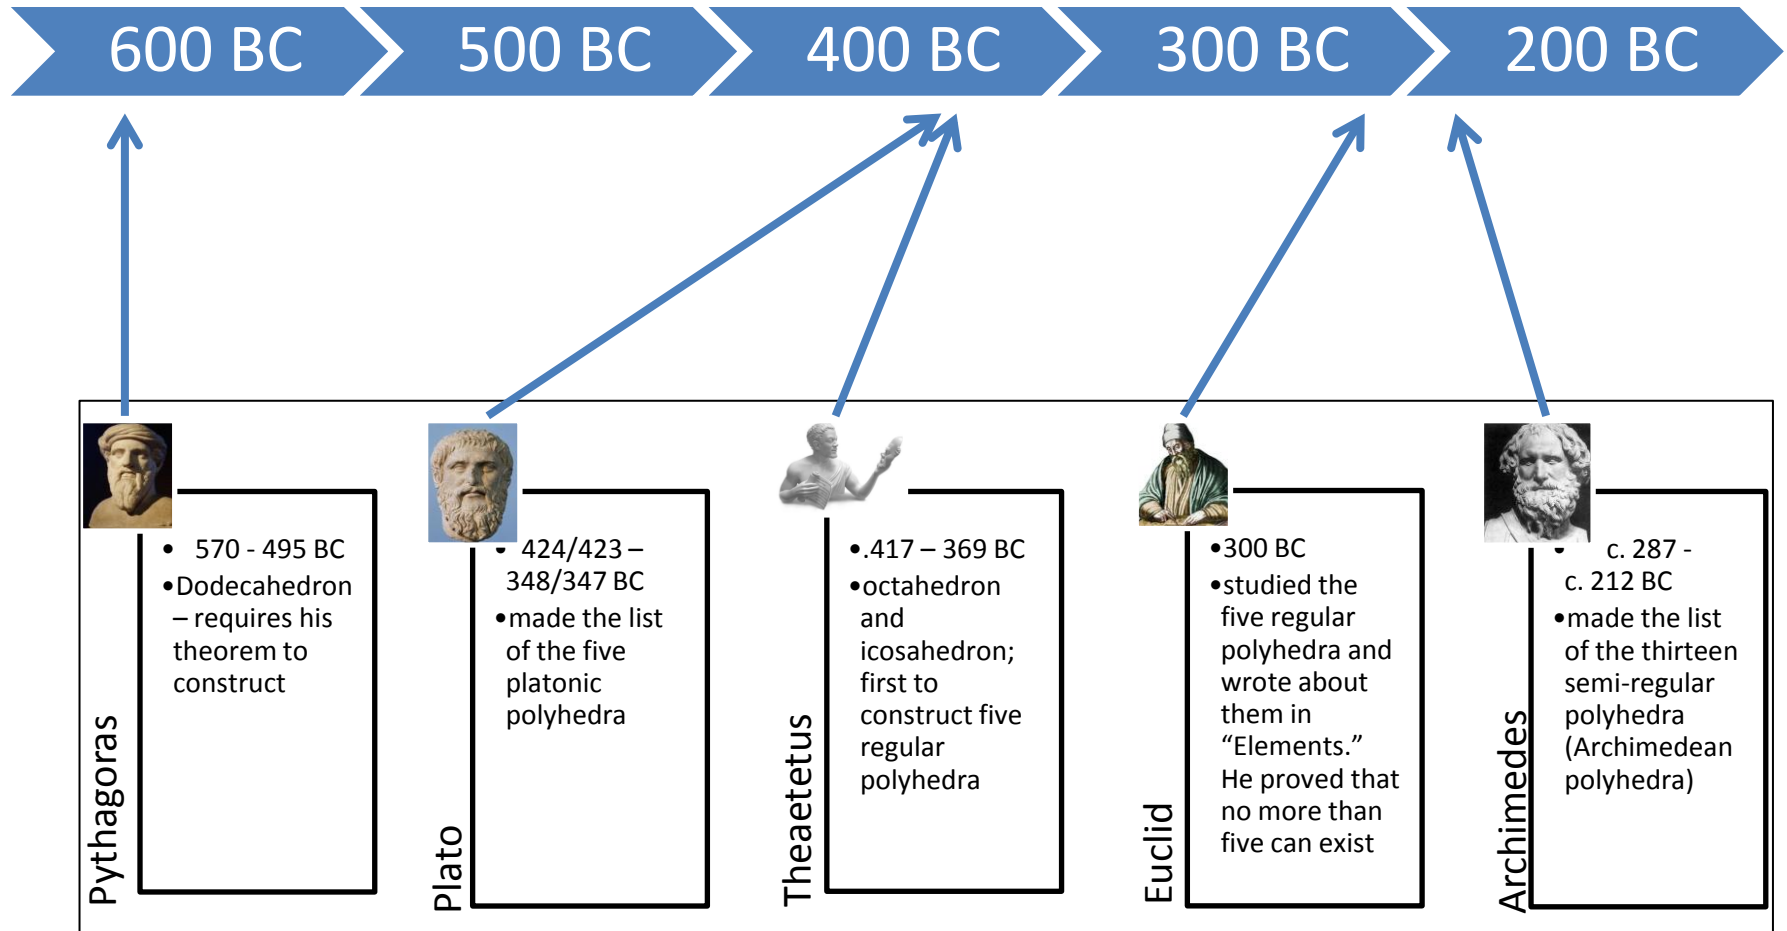 600 BC
500 BC
400 BC
300 BC
200 BC
Pythagoras
• 570 - 495 BC
•Dodecahedron
– requires his
theorem to
construct
Plato
• 424/423 –
348/347 BC
•made the list
of the five
platonic
polyhedra
Theaetetus
•.417 – 369 BC
•octahedron
and
icosahedron;
first to
construct five
regular
polyhedra
Euclid
•300 BC
•studied the
five regular
polyhedra and
wrote about
them in
“Elements.”
He proved that
no more than
five can exist
Archimedes
• c. 287 -
c. 212 BC
•made the list
of the thirteen
semi-regular
polyhedra
(Archimedean
polyhedra)